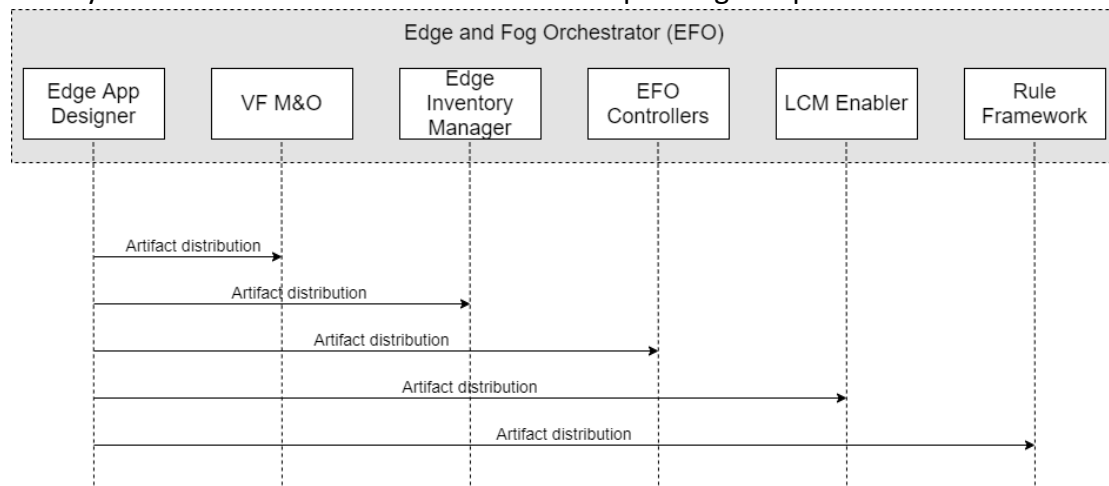 Edge and Fog Orchestrator (EFO)
Edge App
Designer
VF M&O
Edge
Inventory
Manager
EFO
Controllers
LCM Enabler
Rule
Framework
Artifact distribution
Artifact distribution
Artifact distribution
Artifact distribution
Artifact distribution